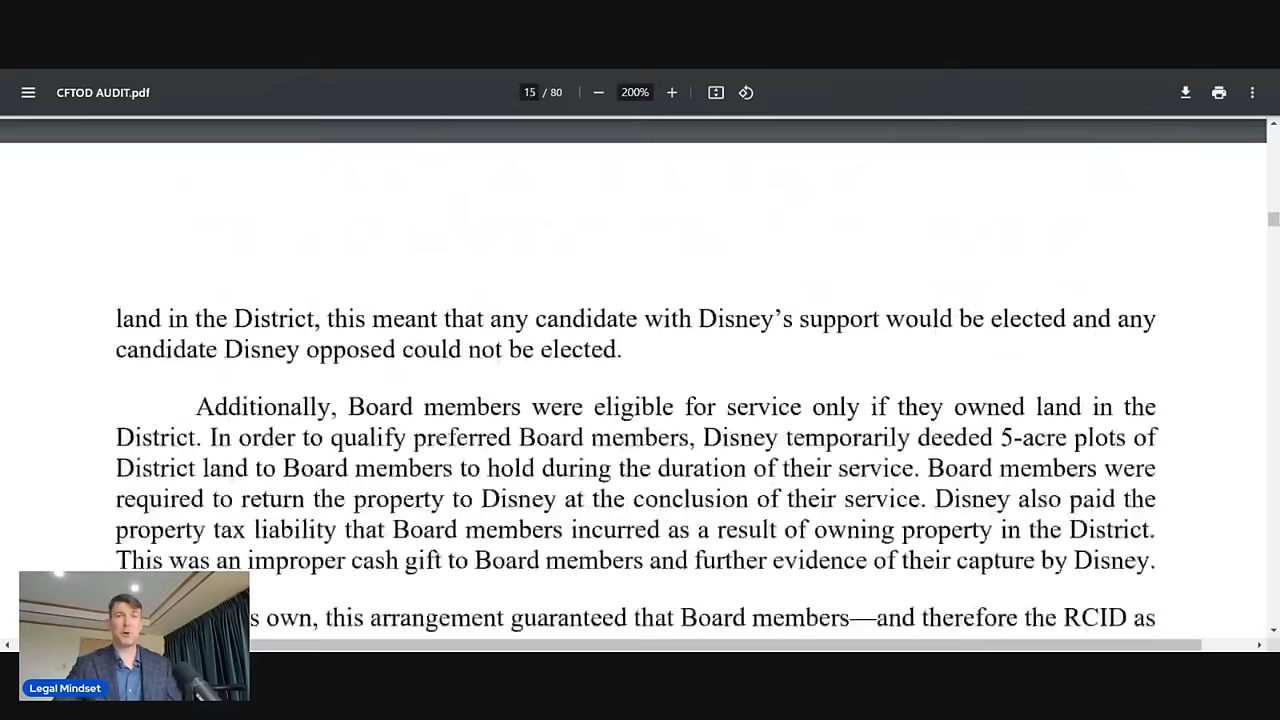 CFTOD AUDIT.pdf
15 / 80
200%
land in the District, this meant that any candidate with Disney’s support would be elected and any
candidate Disney opposed could not be elected.
Additionally, Board members were eligible for service only if they owned land in the
District. In order to qualify preferred Board members, Disney temporarily deeded 5-acre plots of
District land to Board members to hold during the duration of their service. Board members were
required to return the property to Disney at the conclusion of their service. Disney also paid the
property tax liability that Board members incurred as a result of owning property in the District.
This was an improper cash gift to Board members and further evidence of their capture by Disney.
s own, this arrangement guaranteed that Board members—and therefore the RCID as
Legal Mindset